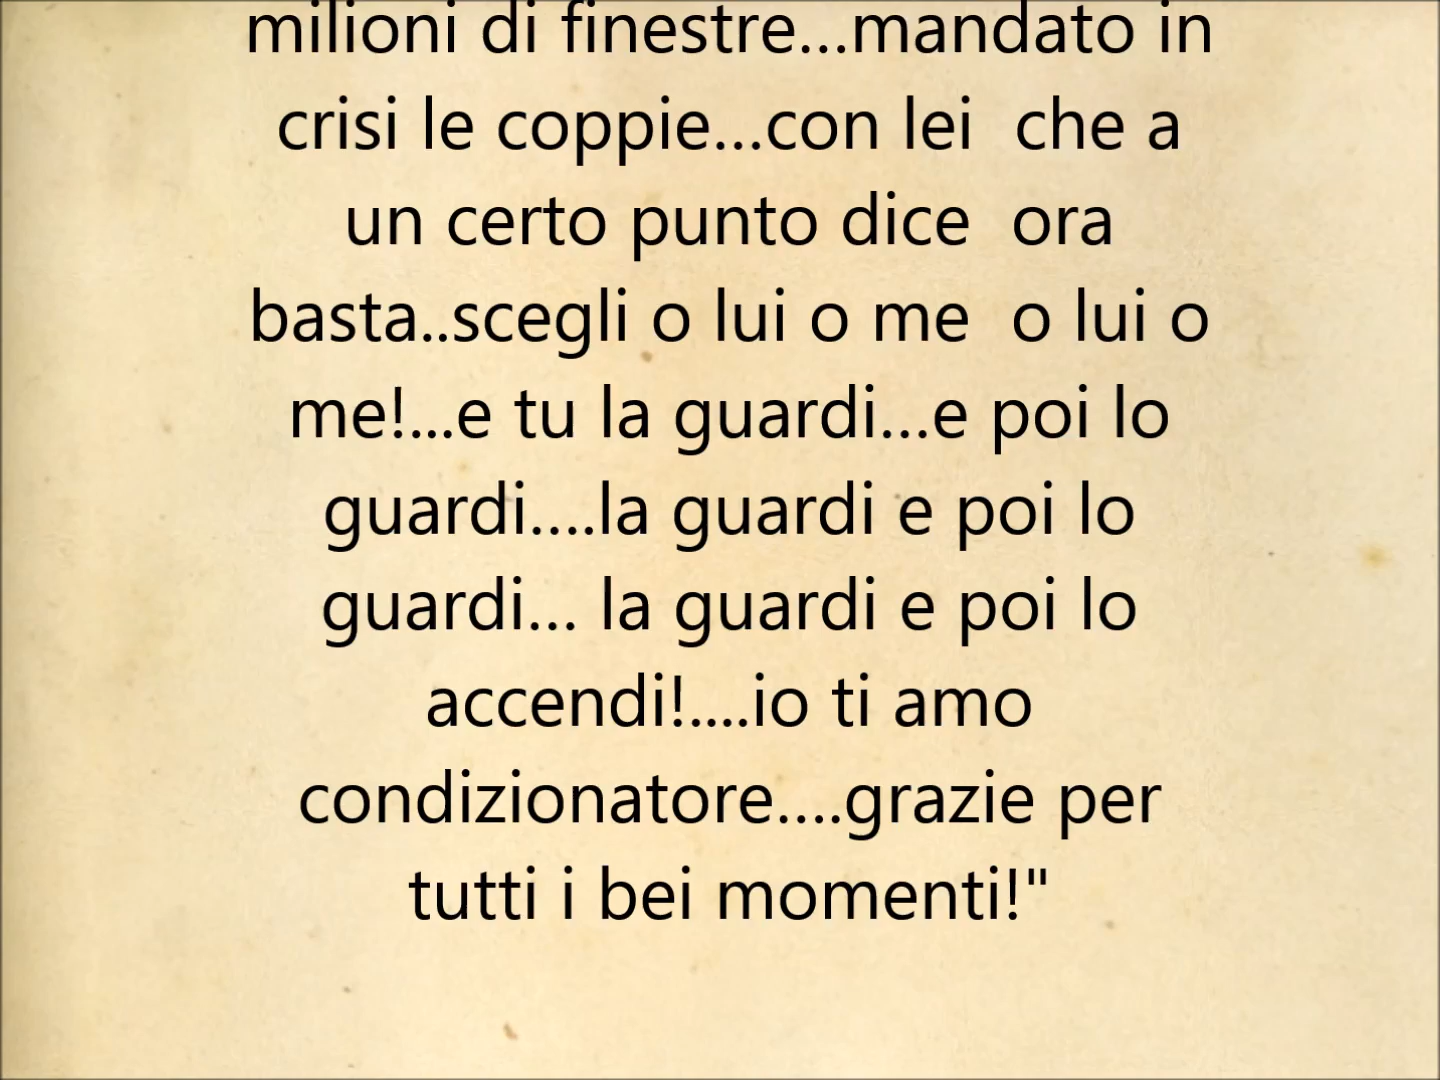 milioni di finestre...mandato in
crisi le coppie...con lei  che a
un certo punto dice  ora
basta..scegli o lui o me  o lui o
me!...e tu la guardi...e poi lo
guardi....la guardi e poi lo
guardi... la guardi e poi lo
accendi!....io ti amo
condizionatore....grazie per
tutti i bei momenti!"